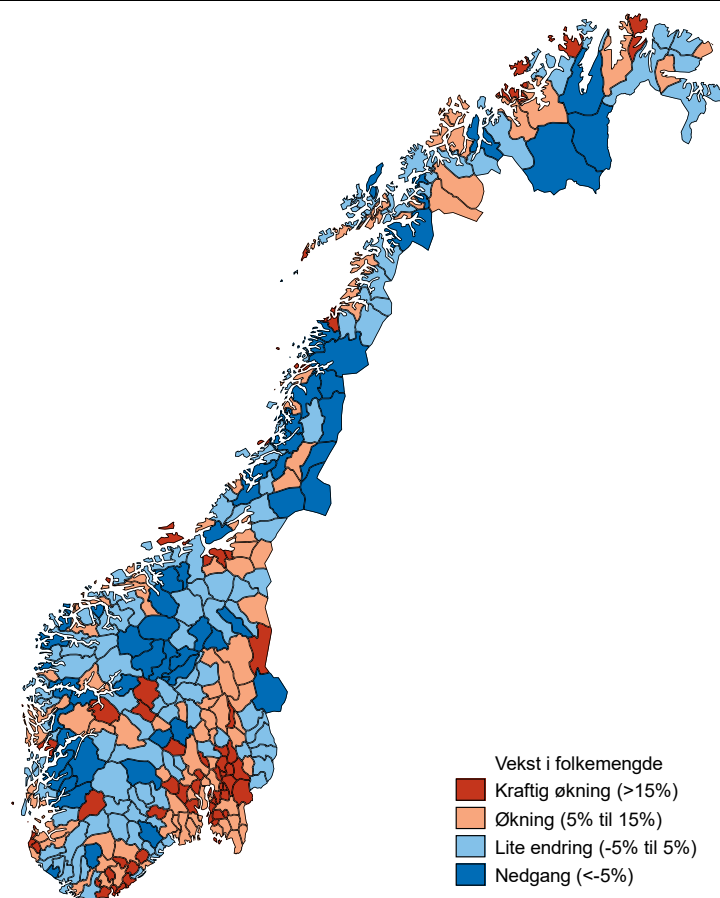 Vekst i folkemengde
Kraftig økning (>15%)
Økning (5% til 15%)
Lite endring (-5% til 5%)
Nedgang (<-5%)